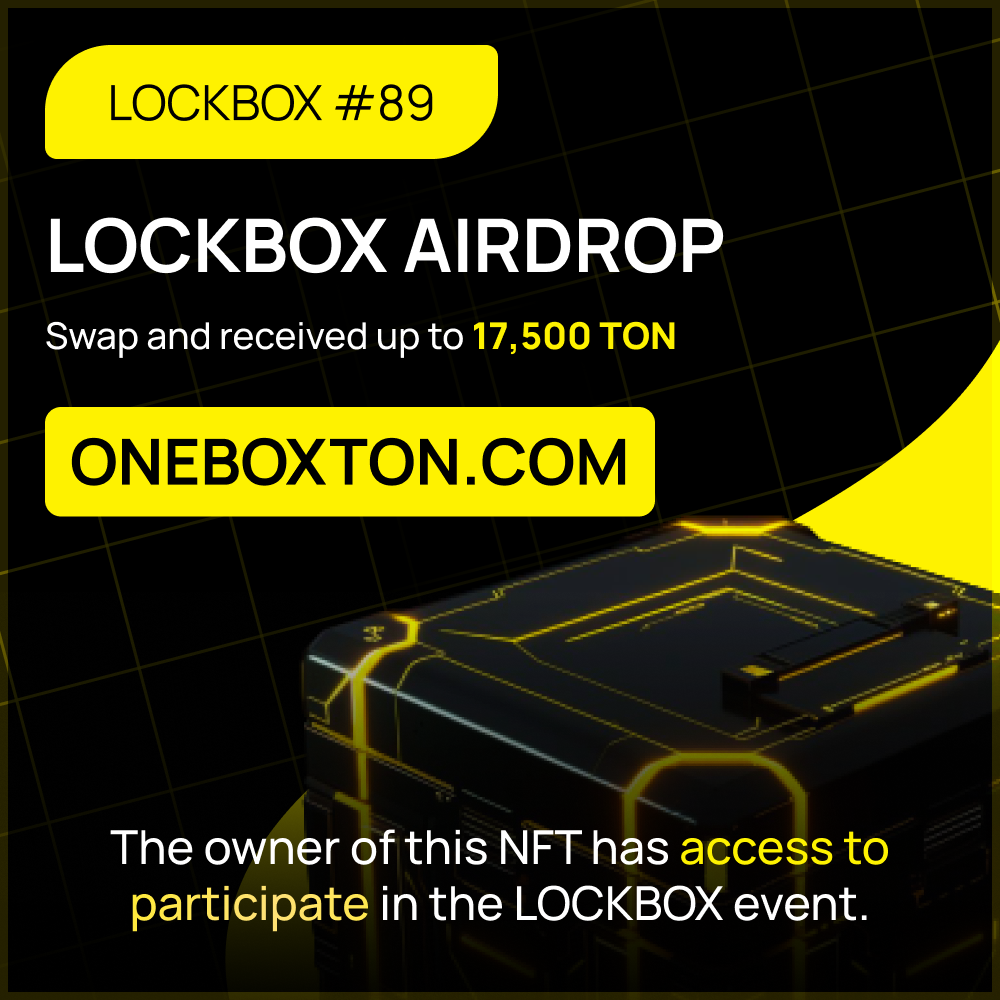 LOCKBOX #89
LOCKBOX AIRDROP
Swap and received up to 17,500 TON
ONEBOXTON.COM
The owner of this NFT has access to
participate in the LOCKBOX event.